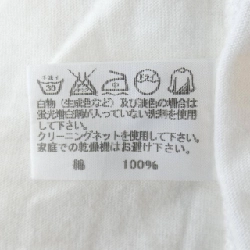 手洗イ
30
中
白物(生成色など)及び淡色の場合は
蛍光増白剤が入っていない洗剤を使用
して下さい。
クリーニングネットを使用して下さい。
家庭での乾燥機はお避け下さい。
綿 100%